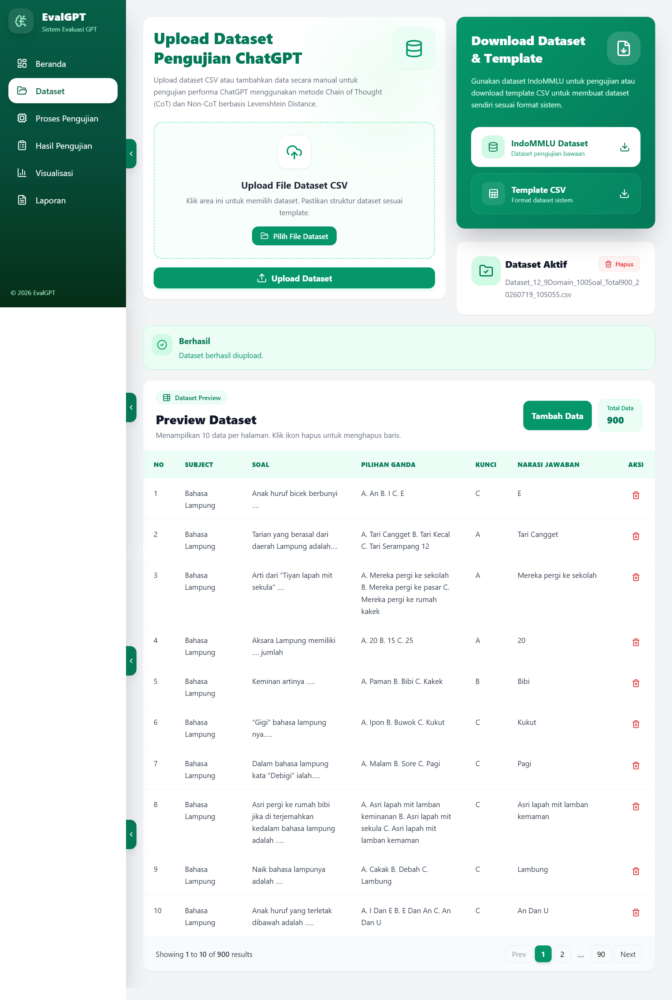 EvalGPT
Sistem Evaluasi GPT
Beranda
Dataset
Proses Pengujian
Hasil Pengujian
Visualisasi
Laporan
© 2026 EvalGPT
Upload Dataset
Pengujian ChatGPT
Upload dataset CSV atau tambahkan data secara manual untuk
pengujian performa ChatGPT menggunakan metode Chain of Thought
(CoT) dan Non-CoT berbasis Levenshtein Distance.
Upload File Dataset CSV
Klik area ini untuk memilih dataset. Pastikan struktur dataset sesuai
template.
Pilih File Dataset
Upload Dataset
Download Dataset
& Template
Gunakan dataset IndoMMLU untuk pengujian atau
download template CSV untuk membuat dataset
sendiri sesuai format sistem.
IndoMMLU Dataset
Dataset pengujian bawaan
Template CSV
Format dataset sistem
Dataset Aktif
Hapus
Dataset_12_9Domain_100Soal_Total900_2
0260719_105055.csv
Berhasil
Dataset berhasil diupload.
Dataset Preview
Preview Dataset
Menampilkan 10 data per halaman. Klik ikon hapus untuk menghapus baris.
Tambah Data
Total Data
900
NO SUBJECT SOAL PILIHAN GANDA KUNCI NARASI JAWABAN AKSI
1 Bahasa Anak huruf bicek berbunyi A. An B. I C. E C E
Lampung ....
2 Bahasa Tarian yang berasal dari A. Tari Cangget B. Tari Kecal A Tari Cangget
Lampung daerah Lampung adalah.... C. Tari Serampang 12
3 Bahasa Arti dari “Tiyan lapah mit A. Mereka pergi ke sekolah A Mereka pergi ke sekolah
Lampung sekula” .... B. Mereka pergi ke pasar C.
Mereka pergi ke rumah
kakek
4 Bahasa Aksara Lampung memiliki A. 20 B. 15 C. 25 A 20
Lampung .... jumlah
5 Bahasa Keminan artinya ..... A. Paman B. Bibi C. Kakek B Bibi
Lampung
6 Bahasa “Gigi” bahasa lampung A. Ipon B. Buwok C. Kukut C Kukut
Lampung nya.....
7 Bahasa Dalam bahasa lampung A. Malam B. Sore C. Pagi C Pagi
Lampung kata “Debigi” ialah.....
8 Bahasa Asri pergi ke rumah bibi A. Asri lapah mit lamban C Asri lapah mit lamban
Lampung jika di terjemahkan keminanan B. Asri lapah mit kemaman
kedalam bahasa lampung sekula C. Asri lapah mit
adalah ..... lamban kemaman
9 Bahasa Naik bahasa lampunya A. Cakak B. Debah C. C Lambung
Lampung adalah .... Lambung
10 Bahasa Anak huruf yang terletak A. I Dan E B. E Dan An C. An C An Dan U
Lampung dibawah adalah ..... Dan U
Showing 1 to 10 of 900 results
Prev 1 2 ... 90 Next